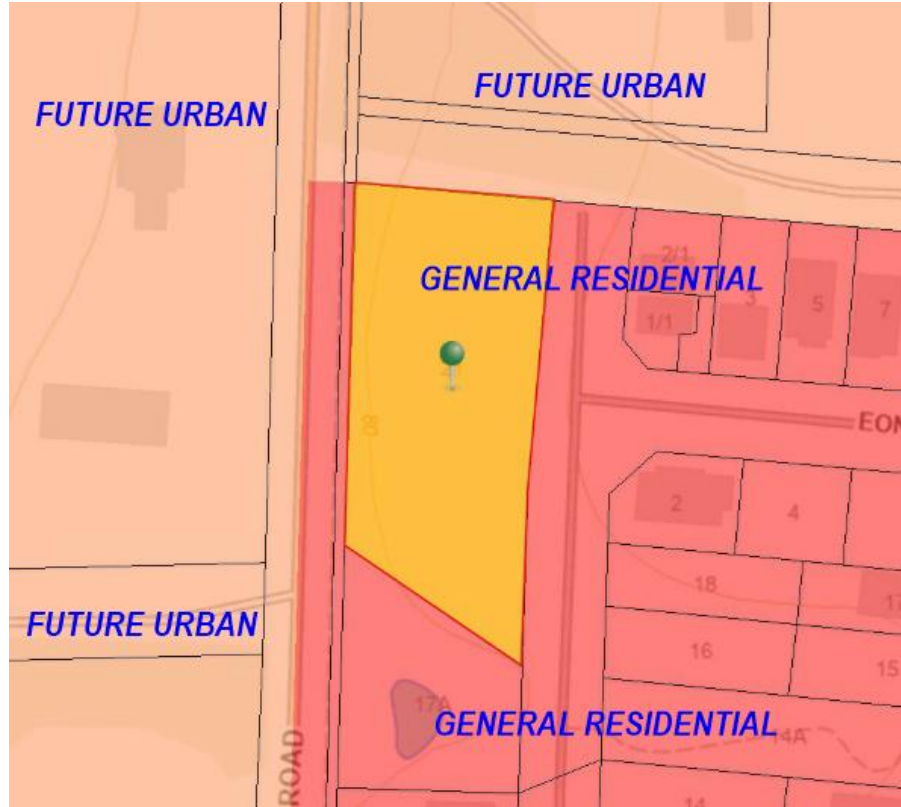 FUTURE URBAN
FUTURE URBAN
2/1
GENERAL RESIDENTIAL
1/1
3
5
7
80
EON
2
4
18
17
FUTURE URBAN
16
15
17A
GENERAL RESIDENTIAL
14A
ROAD
14